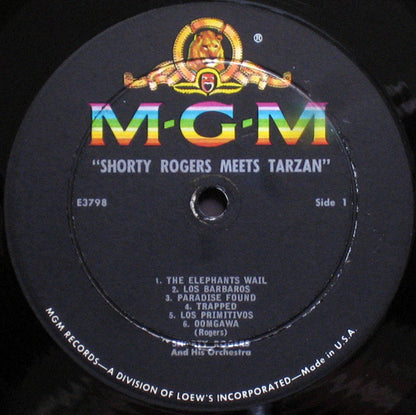 ®
M-G-M
"SHORTY ROGERS MEETS TARZAN"
E3798
Side 1
1. THE ELEPHANTS WAIL
2. LOS BARBAROS
3. PARADISE FOUND
4. TRAPPED
5. LOS PRIMITIVOS
6. OOMGAWA
(Rogers)
SHORTY ROGERS
And His Orchestra
MGM RECORDS—A DIVISION OF LOEW'S INCORPORATED—Made in U.S.A.